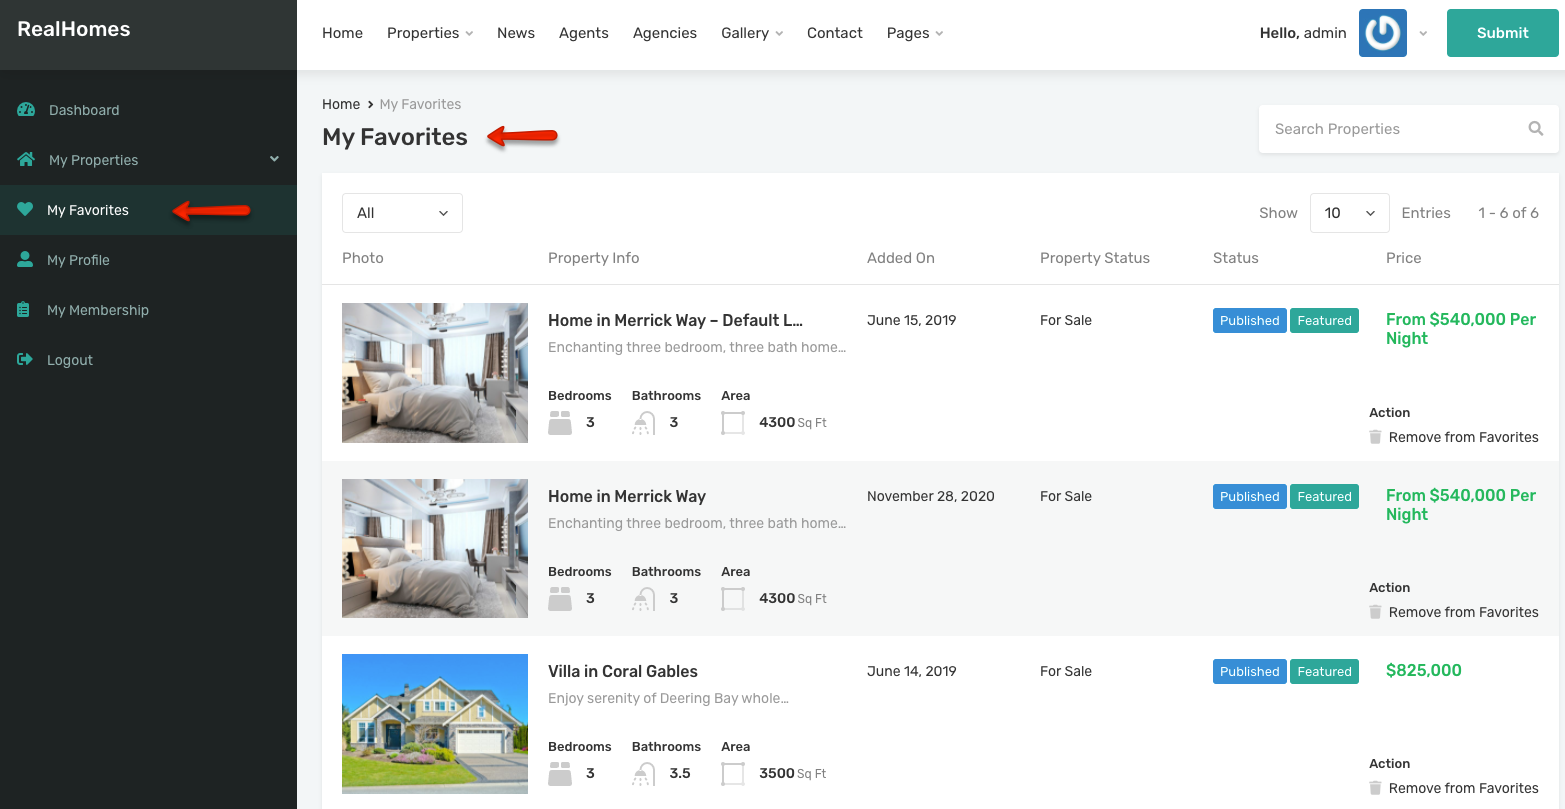 RealHomes
Home Properties News Agents Agencies Gallery Contact Pages
Hello, admin
Submit
Dashboard
My Properties
My Favorites
My Profile
My Membership
Logout
Home > My Favorites
My Favorites
Search Properties
All
Show 10 Entries 1 - 6 of 6
Photo Property Info Added On Property Status Status Price
Home in Merrick Way – Default L... June 15, 2019 For Sale Published Featured From $540,000 Per
Night
Enchanting three bedroom, three bath home...
Bedrooms Bathrooms Area
3 3 4300 Sq Ft
Action
Remove from Favorites
Home in Merrick Way November 28, 2020 For Sale Published Featured From $540,000 Per
Night
Enchanting three bedroom, three bath home...
Bedrooms Bathrooms Area
3 3 4300 Sq Ft
Action
Remove from Favorites
Villa in Coral Gables June 14, 2019 For Sale Published Featured $825,000
Enjoy serenity of Deering Bay whole...
Bedrooms Bathrooms Area
3 3.5 3500 Sq Ft
Action
Remove from Favorites